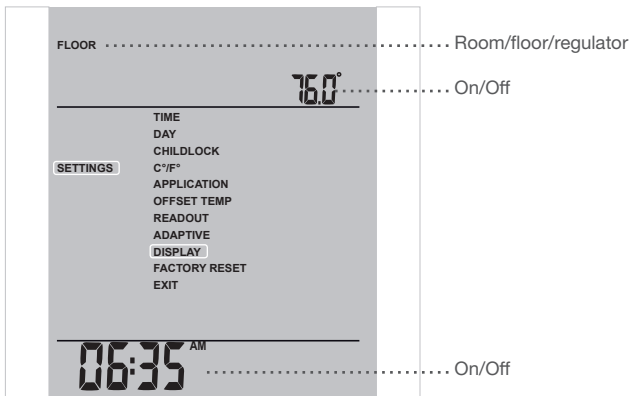 FLOOR Room/floor/regulator
76.0° On/Off
TIME
DAY
CHILDLOCK
SETTINGS C°/F°
APPLICATION
OFFSET TEMP
READOUT
ADAPTIVE
DISPLAY
FACTORY RESET
EXIT
06:35 AM On/Off